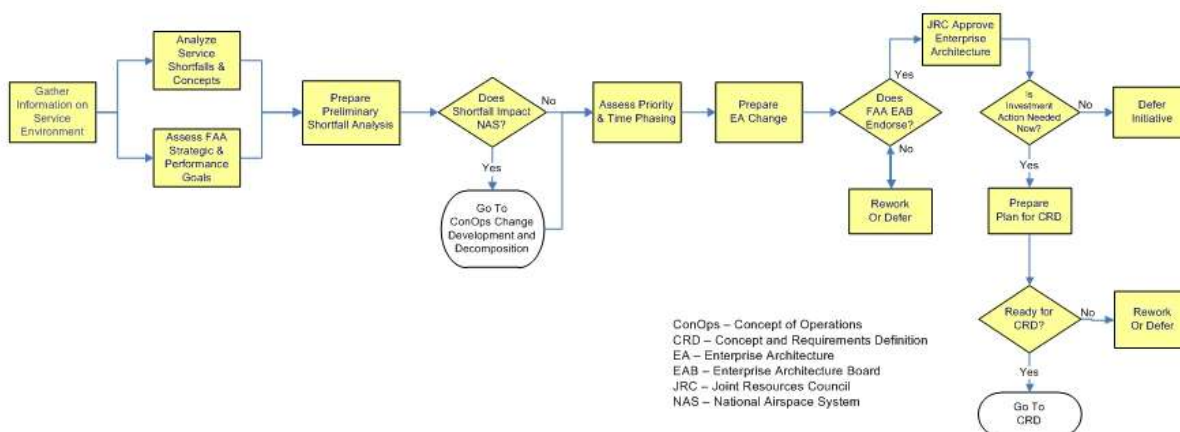 Gather
Information on
Service
Environment
Analyze
Service
Shortfalls &
Concepts
Assess FAA
Strategic &
Performance
Goals
Prepare
Preliminary
Shortfall Analysis
Does
Shortfall Impact
NAS?
No
Yes
Go To
ConOps Change
Development and
Decomposition
Assess Priority
& Time Phasing
Prepare
EA Change
Does
FAA EAB
Endorse?
Yes
No
Rework
Or Defer
JRC Approve
Enterprise
Architecture
Is
Investment
Action Needed
Now?
No
Defer
Initiative
Yes
Prepare
Plan for CRD
Ready for
CRD?
No
Rework
Or Defer
Yes
Go To
CRD
ConOps – Concept of Operations
CRD – Concept and Requirements Definition
EA – Enterprise Architecture
EAB – Enterprise Architecture Board
JRC – Joint Resources Council
NAS – National Airspace System